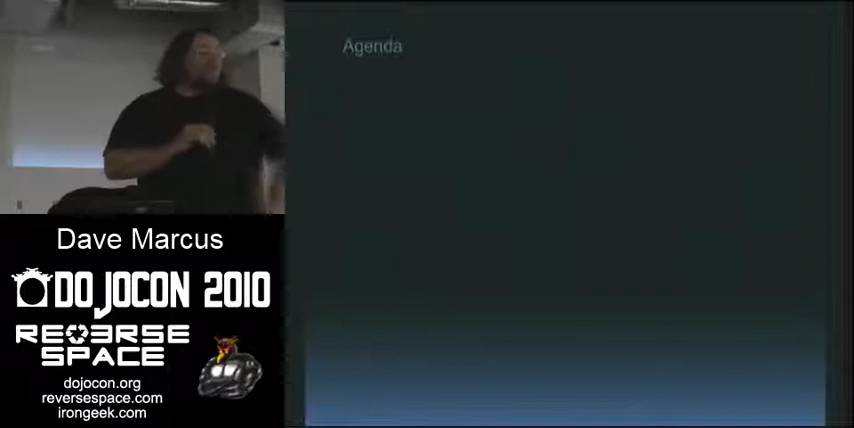 Agenda
Dave Marcus
DOJOCON 2010
REVERSE
SPACE
dojocon.org
reversespace.com
irongeek.com